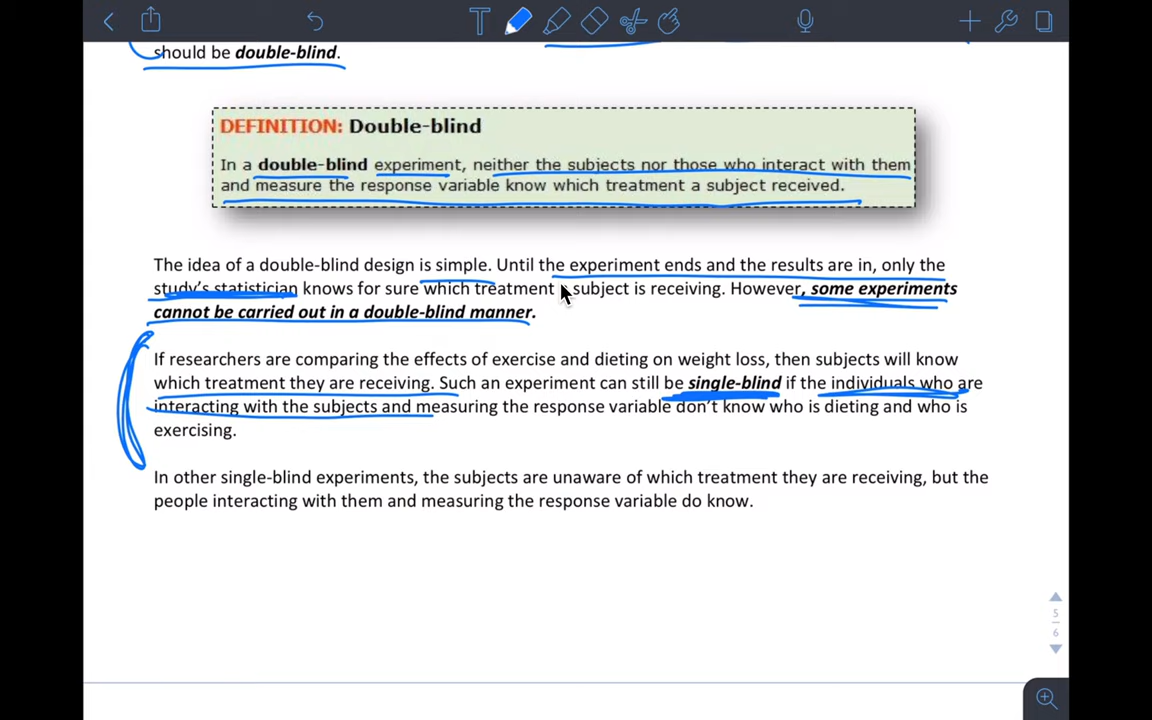 should be double-blind.
DEFINITION: Double-blind
In a double-blind experiment, neither the subjects nor those who interact with them
and measure the response variable know which treatment a subject received.
The idea of a double-blind design is simple. Until the experiment ends and the results are in, only the
study's statistician knows for sure which treatment a subject is receiving. However, some experiments
cannot be carried out in a double-blind manner.
If researchers are comparing the effects of exercise and dieting on weight loss, then subjects will know
which treatment they are receiving. Such an experiment can still be single-blind if the individuals who are
interacting with the subjects and measuring the response variable don't know who is dieting and who is
exercising.
In other single-blind experiments, the subjects are unaware of which treatment they are receiving, but the
people interacting with them and measuring the response variable do know.
5
6